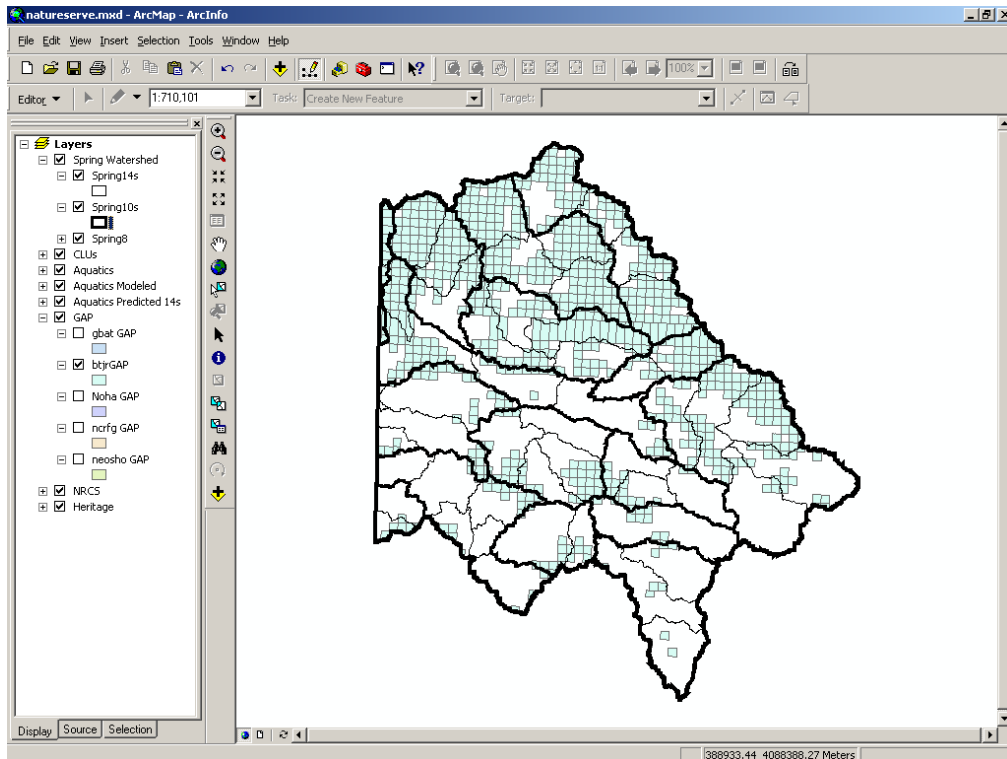 natureserve.mxd - ArcMap - ArcInfo
File Edit View Insert Selection Tools Window Help
100%
Editor 1:710,101 Task: Create New Feature Target:
Layers
Spring Watershed
Spring14s
Spring10s
Spring8
CLUs
Aquatics
Aquatics Modeled
Aquatics Predicted 14s
GAP
gbat GAP
btjrGAP
Noha GAP
ncrfg GAP
neosho GAP
NRCS
Heritage
Display Source Selection
388933.44 4088388.27 Meters